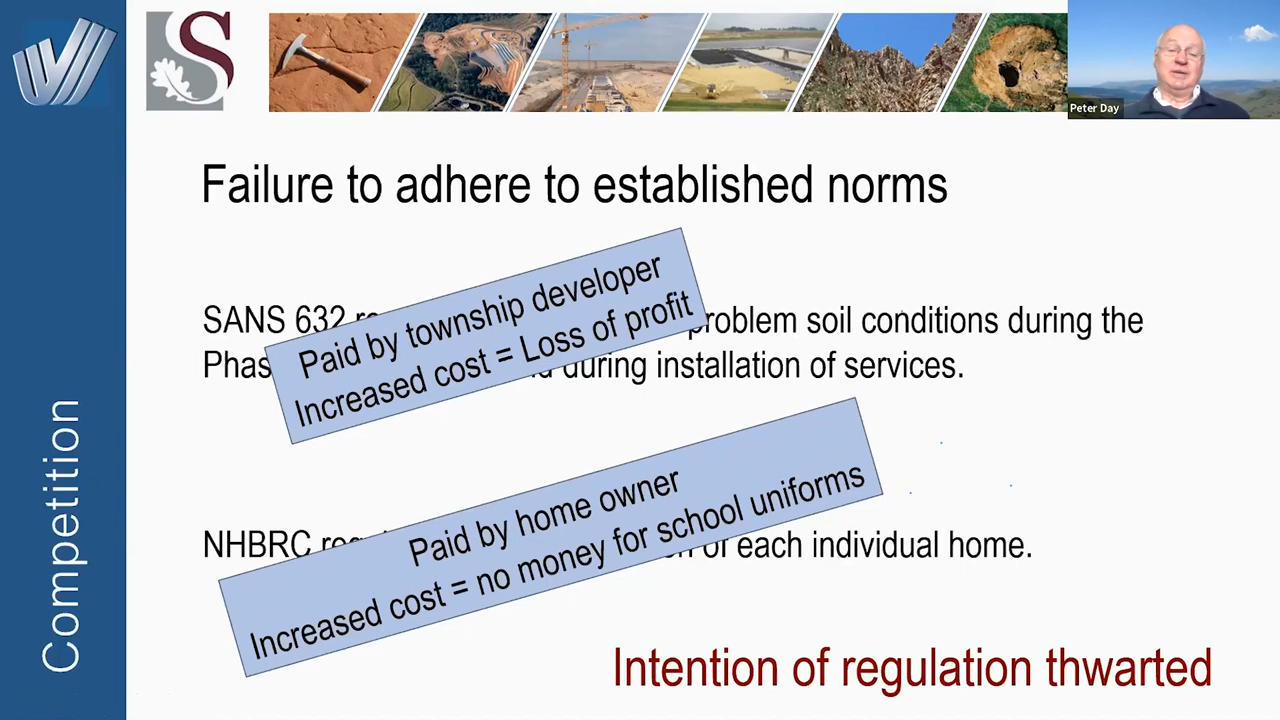 S
Peter Day
Failure to adhere to established norms
Paid by township developer
Increased cost = Loss of profit
SANS 632 problem soil conditions during the
during installation of services.
Paid by home owner
Increased cost = no money for school uniforms
NHBRC of each individual home.
Intention of regulation thwarted
Competition